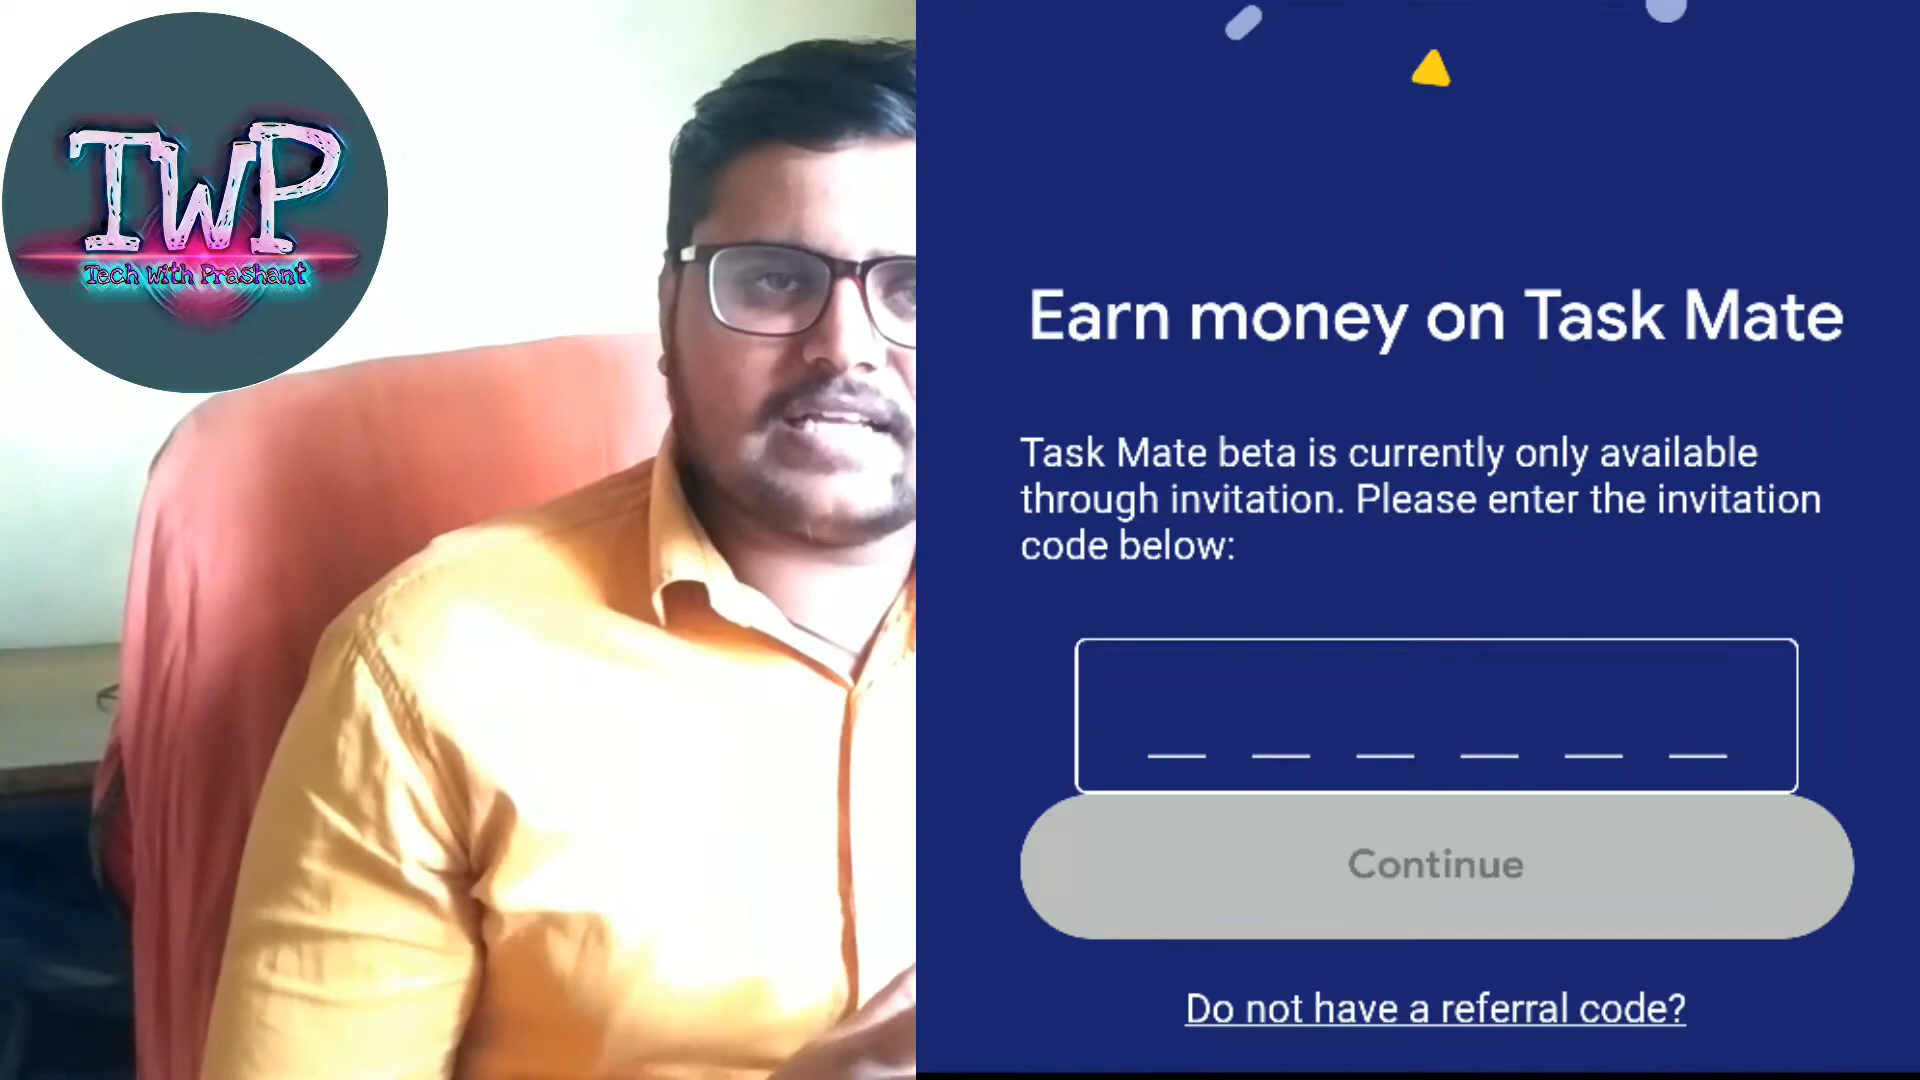 TWP
Tech With Prashant
Earn money on Task Mate
Task Mate beta is currently only available
through invitation. Please enter the invitation
code below:
Continue
Do not have a referral code?